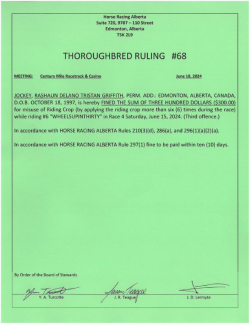 Horse Racing Alberta
Suite 720, 9707 – 110 Street
Edmonton, Alberta
T5K 2L9
THOROUGHBRED RULING #68
MEETING: Century Mile Racetrack & Casino June 18, 2024
JOCKEY, RASHAUN DELANO TRISTAN GRIFFITH, PERM. ADD.: EDMONTON, ALBERTA, CANADA,
D.O.B. OCTOBER 18, 1997, is hereby FINED THE SUM OF THREE HUNDRED DOLLARS ($300.00)
for misuse of Riding Crop (by applying the riding crop more than six (6) times during the race)
while riding #6 "WHEELSUPINTHIRTY" in Race 4 Saturday, June 15, 2024. (Third offence.)
In accordance with HORSE RACING ALBERTA Rules 210(3)(d), 286(a), and 296(1)(a)(2)(a).
In accordance with HORSE RACING ALBERTA Rule 297(1) fine to be paid within ten (10) days.
By Order of the Board of Stewards
Y. A. Turcotte J. R. Teague J. D.